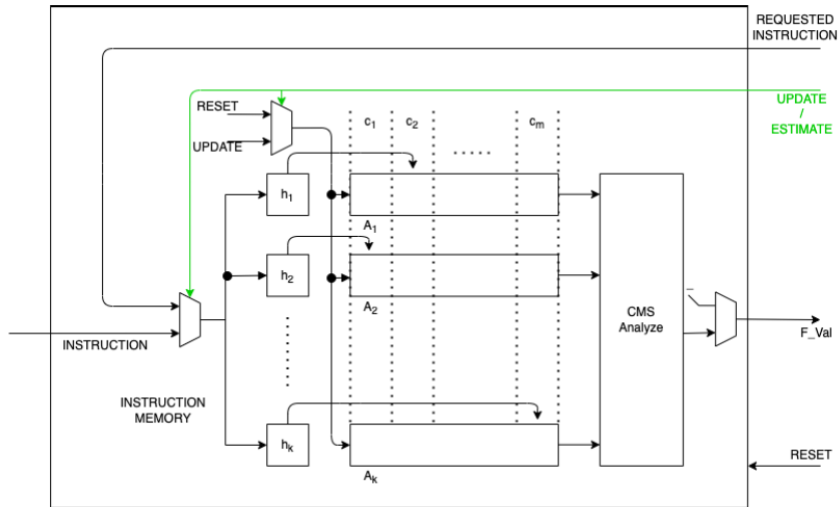 REQUESTED
INSTRUCTION
UPDATE
/
ESTIMATE
RESET
UPDATE
c1
c2
.....
cm
h1
A1
h2
A2
INSTRUCTION
INSTRUCTION
MEMORY
hk
Ak
CMS
Analyze
F_Val
RESET